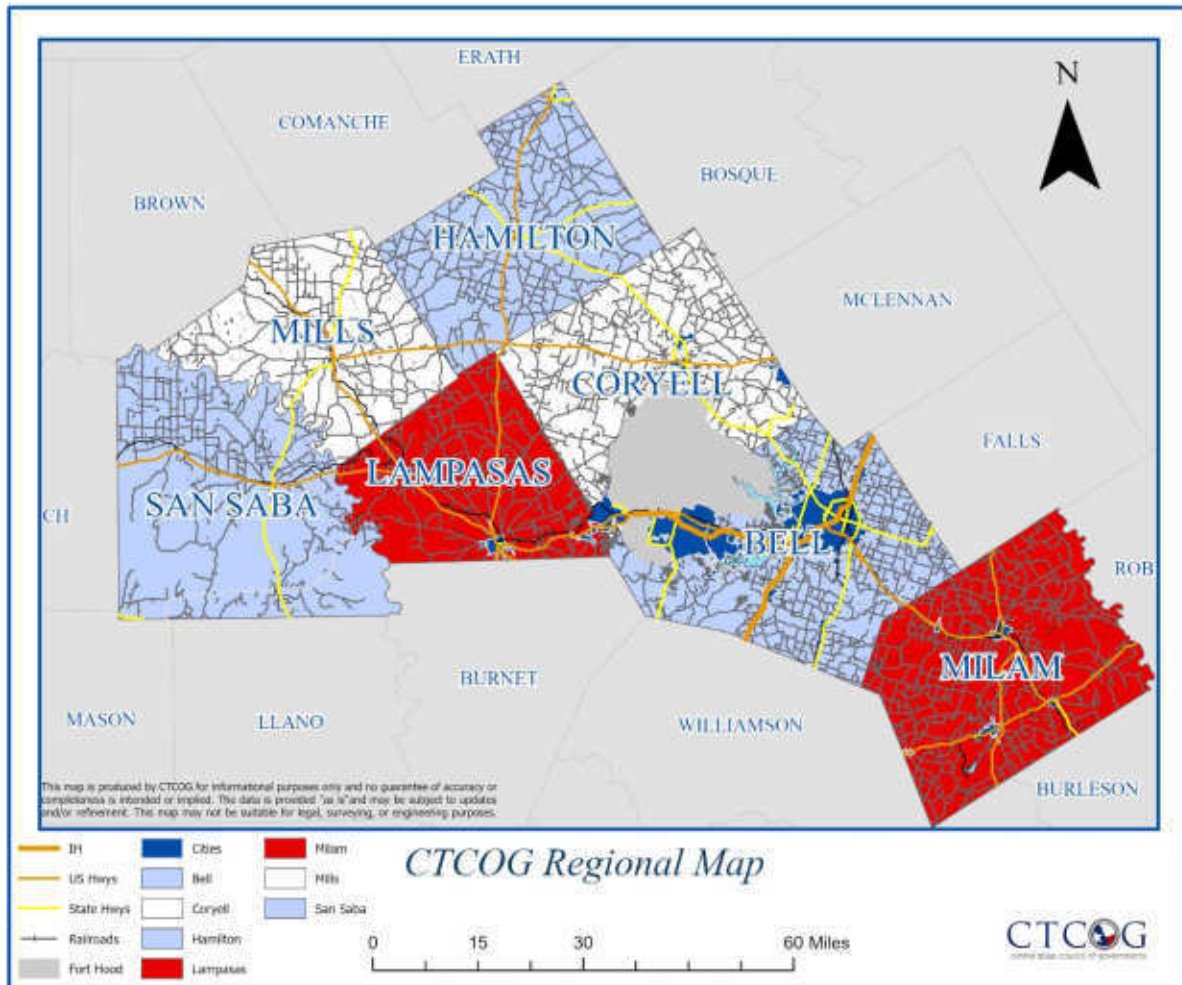 ERATH
N
COMANCHE
BOSQUE
BROWN
HAMILTON
MCLENNAN
MILLS
CORYELL
FALLS
LAMPASAS
SAN SABA
CH
BELL
ROB
MILAM
BURNET
MASON
LLANO
WILLIAMSON
BURLESON
This map is produced by CTCOG for informational purposes only and no guarantee of accuracy or
completeness is intended or implied. The data is provided "as is" and may be subject to updates
and/or refinement. This map may not be suitable for legal, surveying, or engineering purposes.
IH
US Hwys
State Hwys
Railroads
Fort Hood
Cities
Bell
Coryell
Hamilton
Lampasas
Milam
Mills
San Saba
CTCOG Regional Map
0 15 30 60 Miles
CTCOG
central texas council of governments